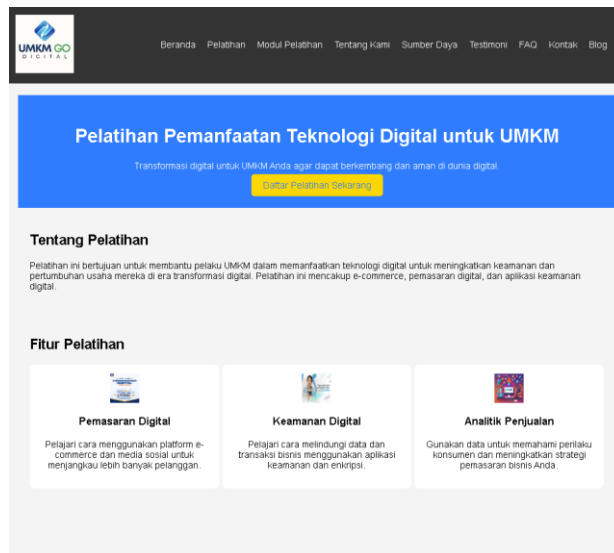 UMKM GO
DIGITAL
Beranda Pelatihan Modul Pelatihan Tentang Kami Sumber Daya Testimoni FAQ Kontak Blog
Pelatihan Pemanfaatan Teknologi Digital untuk UMKM
Transformasi digital untuk UMKM Anda agar dapat berkembang dan aman di dunia digital.
Daftar Pelatihan Sekarang
Tentang Pelatihan
Pelatihan ini bertujuan untuk membantu pelaku UMKM dalam memanfaatkan teknologi digital untuk meningkatkan keamanan dan
pertumbuhan usaha mereka di era transformasi digital. Pelatihan ini mencakup e-commerce, pemasaran digital, dan aplikasi keamanan
digital.
Fitur Pelatihan
Pemasaran Digital
Pelajari cara menggunakan platform e-
commerce dan media sosial untuk
menjangkau lebih banyak pelanggan.
Keamanan Digital
Pelajari cara melindungi data dan
transaksi bisnis menggunakan aplikasi
keamanan dan enkripsi.
Analitik Penjualan
Gunakan data untuk memahami perilaku
konsumen dan meningkatkan strategi
pemasaran bisnis Anda.